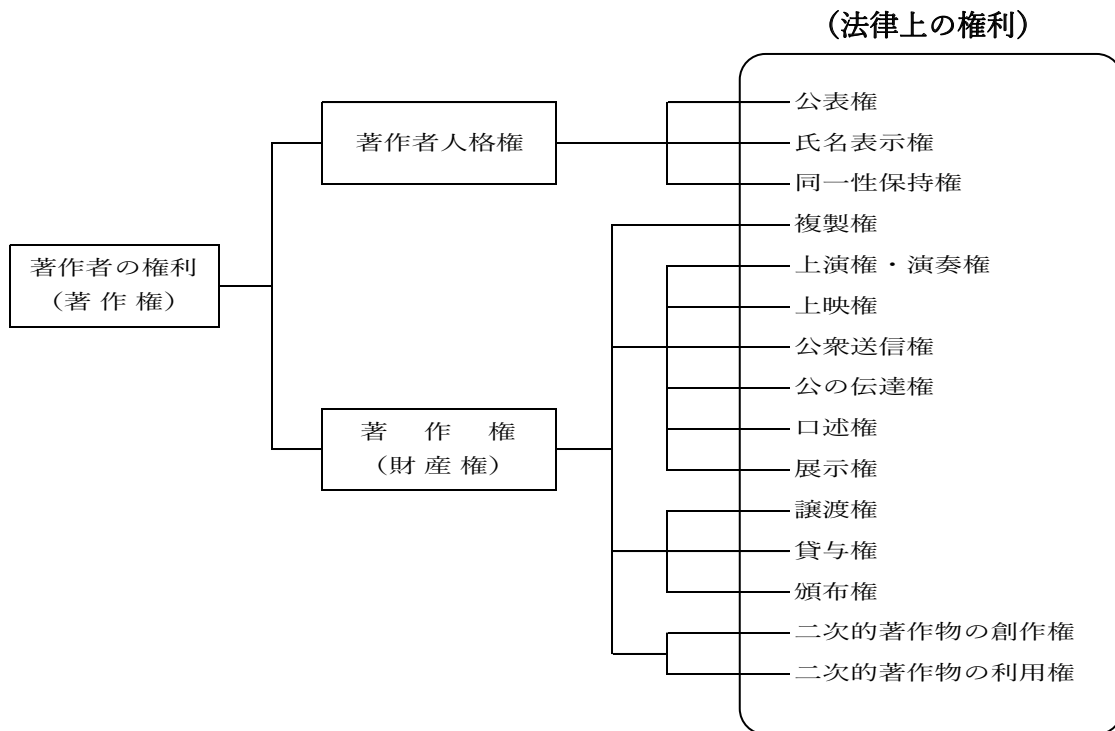 (法律上の権利)
公表権
著作者人格権
氏名表示権
同一性保持権
複製権
著作者の権利
(著作権)
上演権・演奏権
上映権
公衆送信権
公の伝達権
著作権
(財産権)
口述権
展示権
譲渡権
貸与権
頒布権
二次的著作物の創作権
二次的著作物の利用権